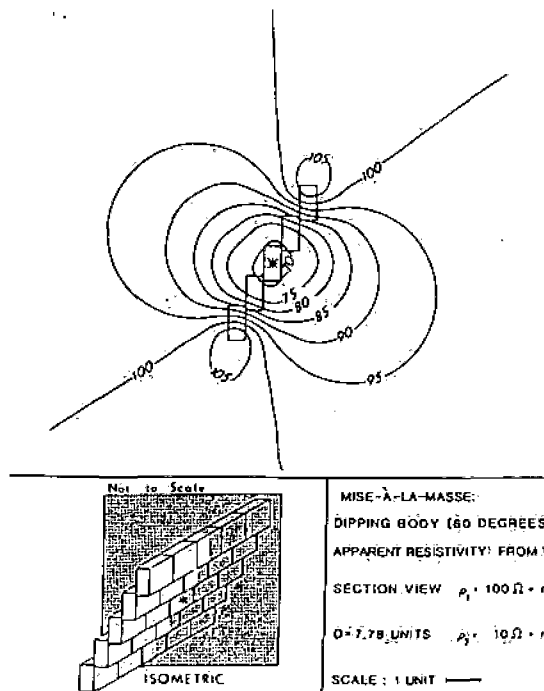 105
100
75
80
85
90
95
100
105
Not to Scale
ISOMETRIC
MISE-À-LA-MASSE:
DIPPING BODY (60 DEGREES
APPARENT RESISTIVITY) FROM
SECTION VIEW ρ₁ = 100 Ω - m
D=7.78 UNITS ρ₂ = 10 Ω - m
SCALE : 1 UNIT